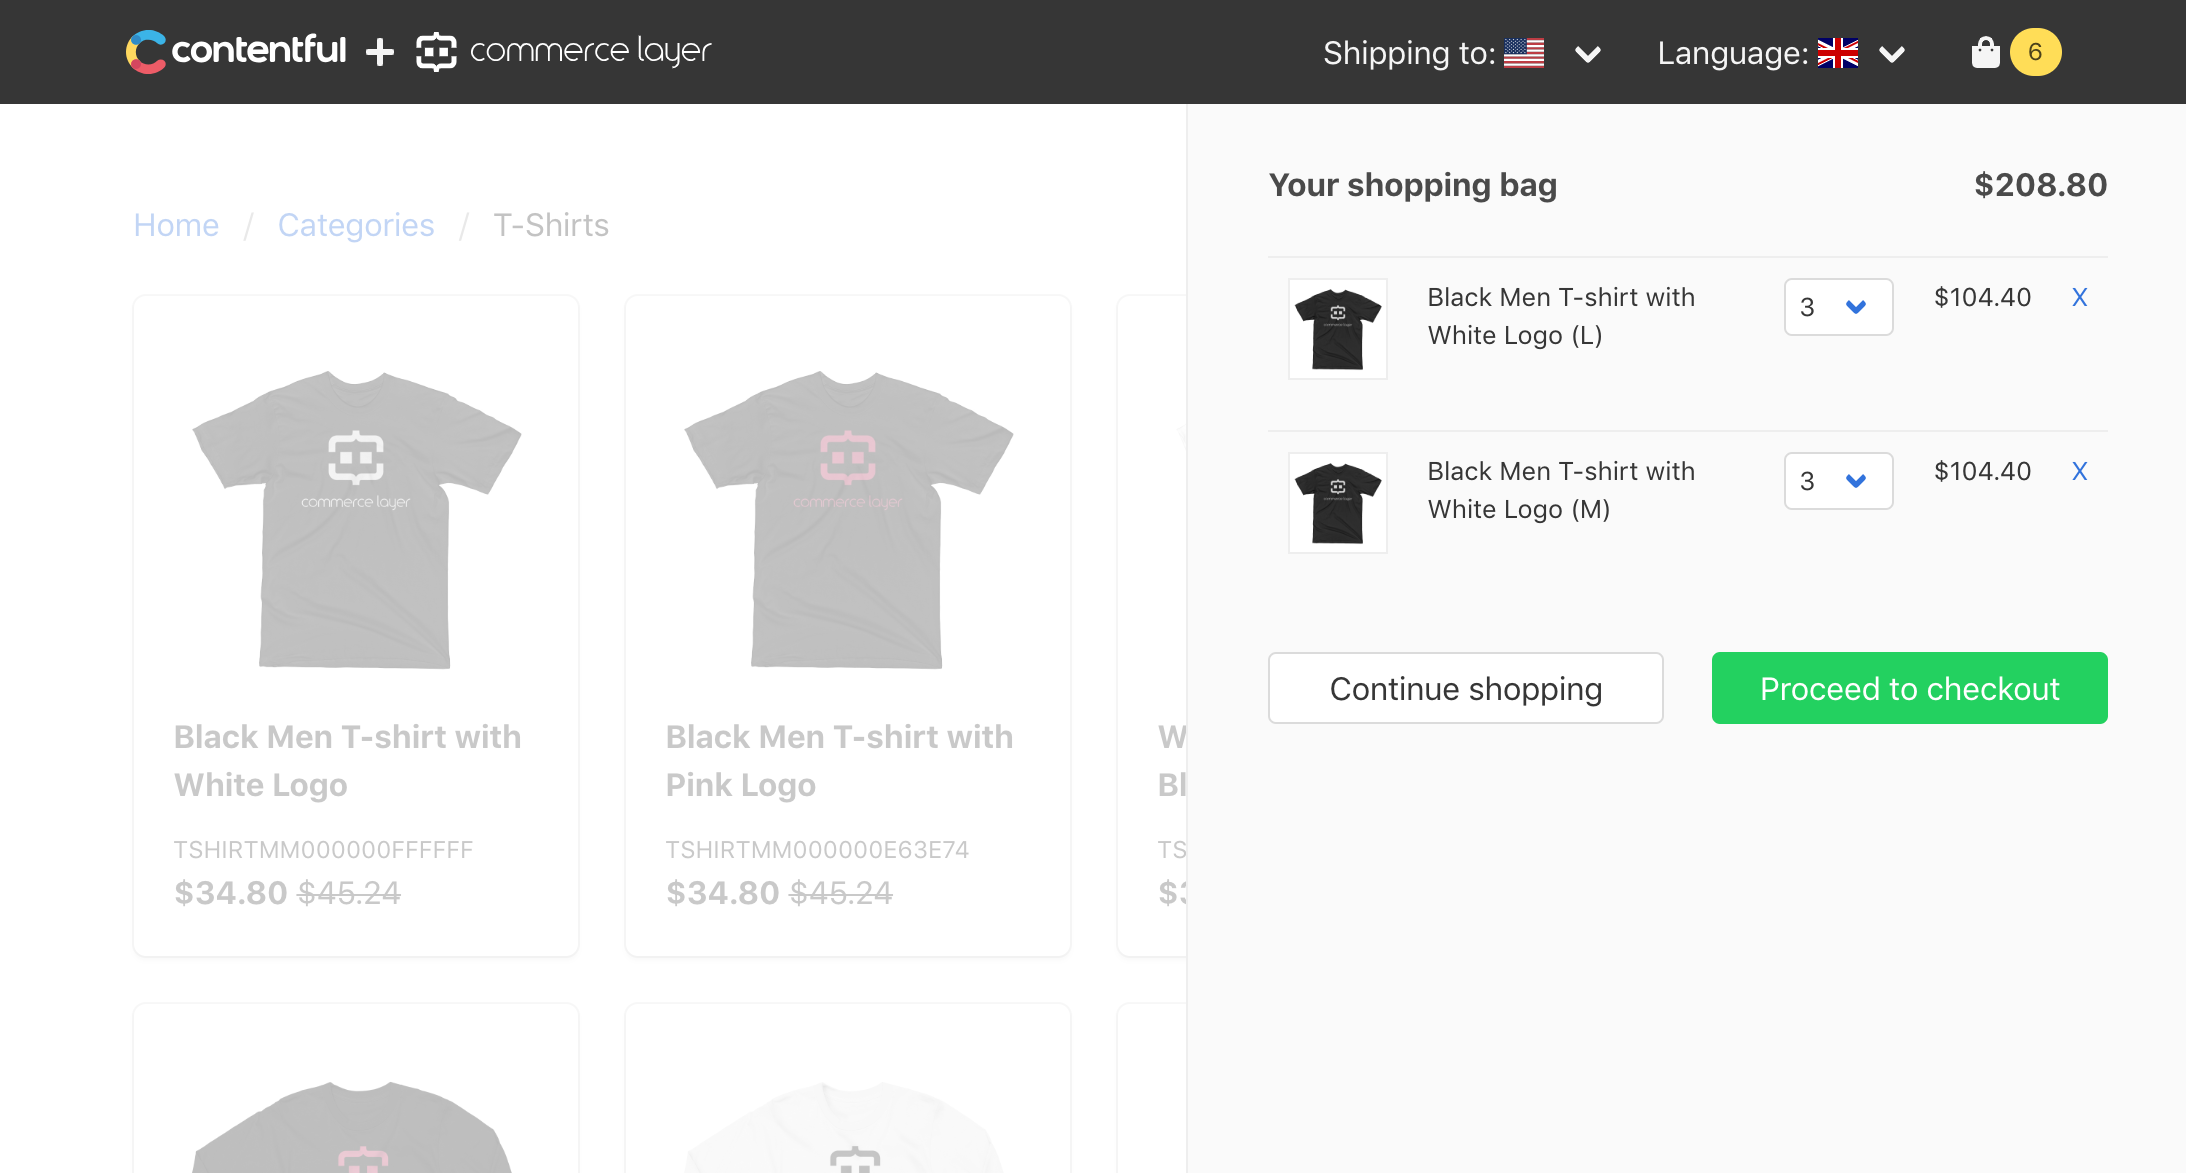 contentful + commerce layer
Shipping to:
Language:
6
Home / Categories / T-Shirts
commerce layer
Black Men T-shirt with
White Logo
TSHIRTMM000000FFFFFF
$34.80 $45.24
commerce layer
Black Men T-shirt with
Pink Logo
TSHIRTMM000000E63E74
$34.80 $45.24
Your shopping bag
$208.80
Black Men T-shirt with
White Logo (L)
3
$104.40
X
Black Men T-shirt with
White Logo (M)
3
$104.40
X
Continue shopping
Proceed to checkout